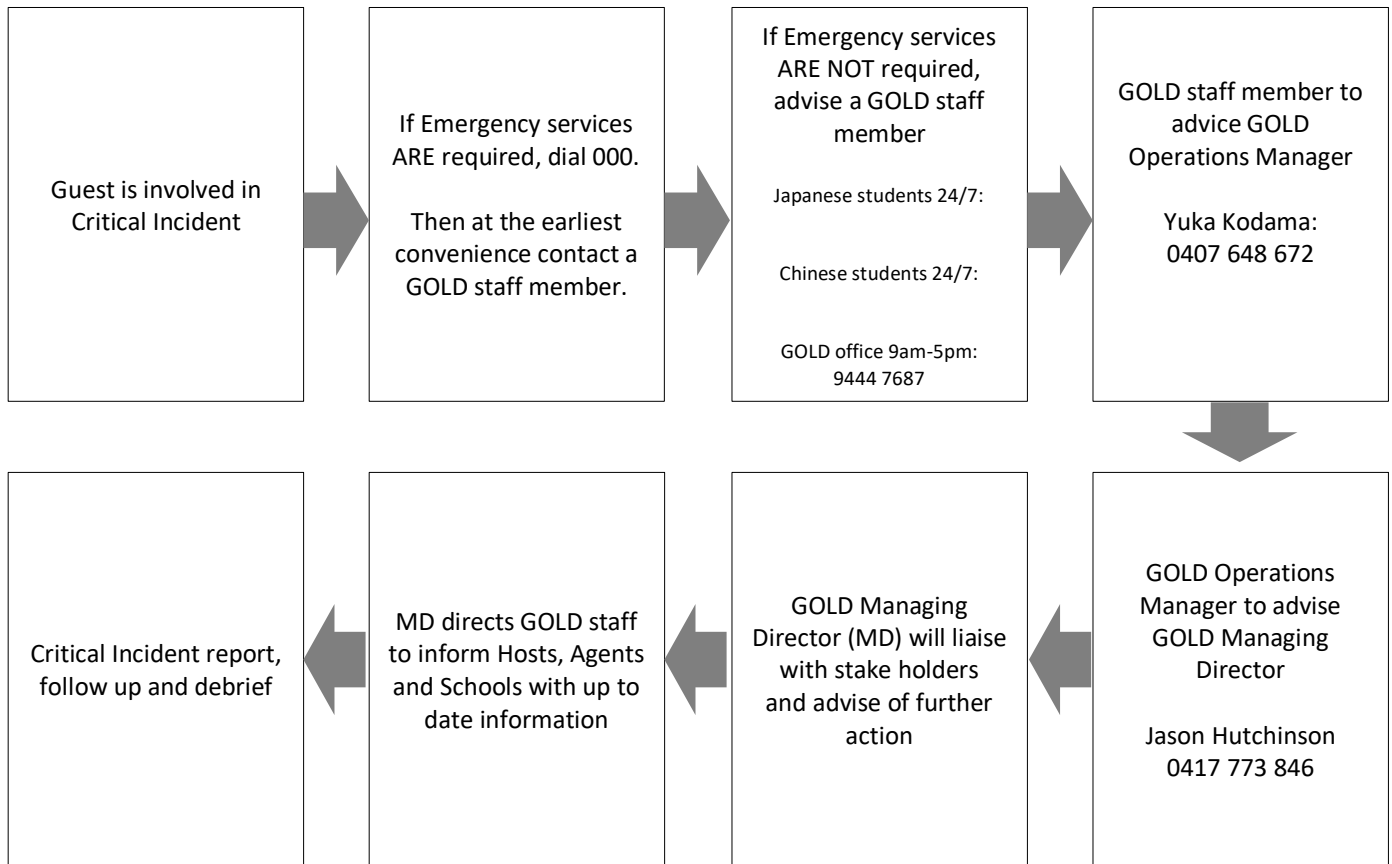 Guest is involved in
Critical Incident
If Emergency services
ARE required, dial 000.
Then at the earliest
convenience contact a
GOLD staff member.
If Emergency services
ARE NOT required,
advise a GOLD staff
member
Japanese students 24/7:
Chinese students 24/7:
GOLD office 9am-5pm:
9444 7687
GOLD staff member to
advice GOLD
Operations Manager
Yuka Kodama:
0407 648 672
GOLD Operations
Manager to advise
GOLD Managing
Director
Jason Hutchinson
0417 773 846
GOLD Managing
Director (MD) will liaise
with stake holders
and advise of further
action
MD directs GOLD staff
to inform Hosts, Agents
and Schools with up to
date information
Critical Incident report,
follow up and debrief